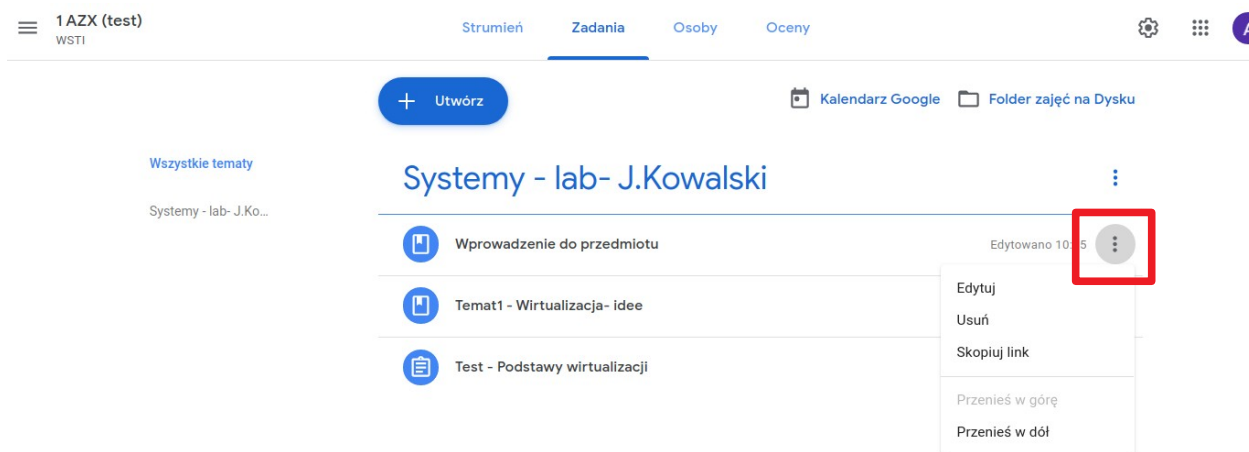 1 AZX (test)
WSTI
Strumień Zadania Osoby Oceny
Utwórz
Kalendarz Google Folder zajęć na Dysku
Wszystkie tematy
Systemy - lab- J.Ko...
Systemy - lab- J.Kowalski
Wprowadzenie do przedmiotu
Edytowano
Temat1 - Wirtualizacja- idee
Test - Podstawy wirtualizacji
Edytuj
Usuń
Skopiuj link
Przenieś w górę
Przenieś w dół